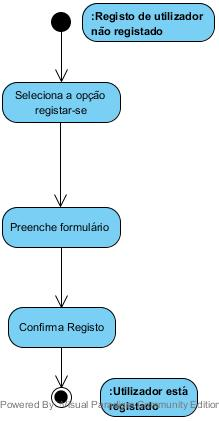 :Registo de utilizador
não registado
Seleciona a opção
registar-se
Preenche formulário
Confirma Registo
:Utilizador está
registado
Powered By Visual Paradigm Community Edition